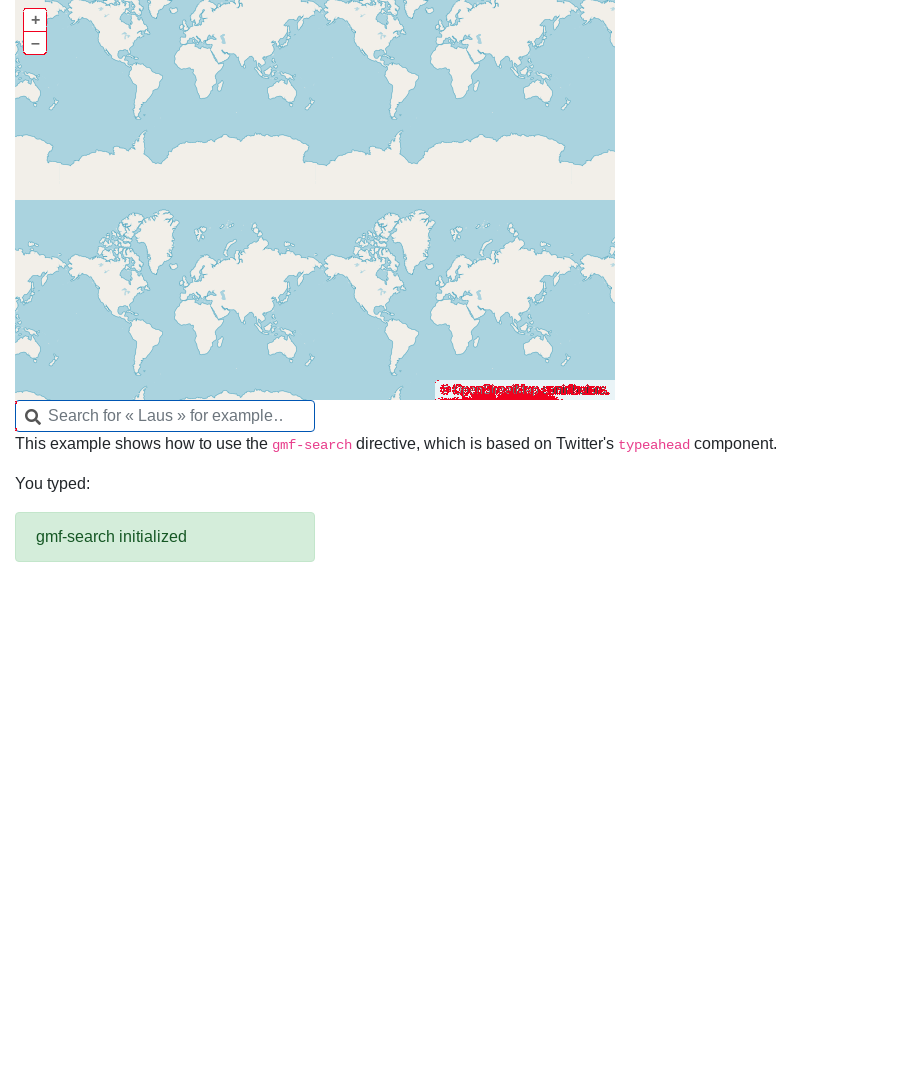 +
−
Search for « Laus » for example..
This example shows how to use the gmf-search directive, which is based on Twitter's typeahead component.
You typed:
gmf-search initialized